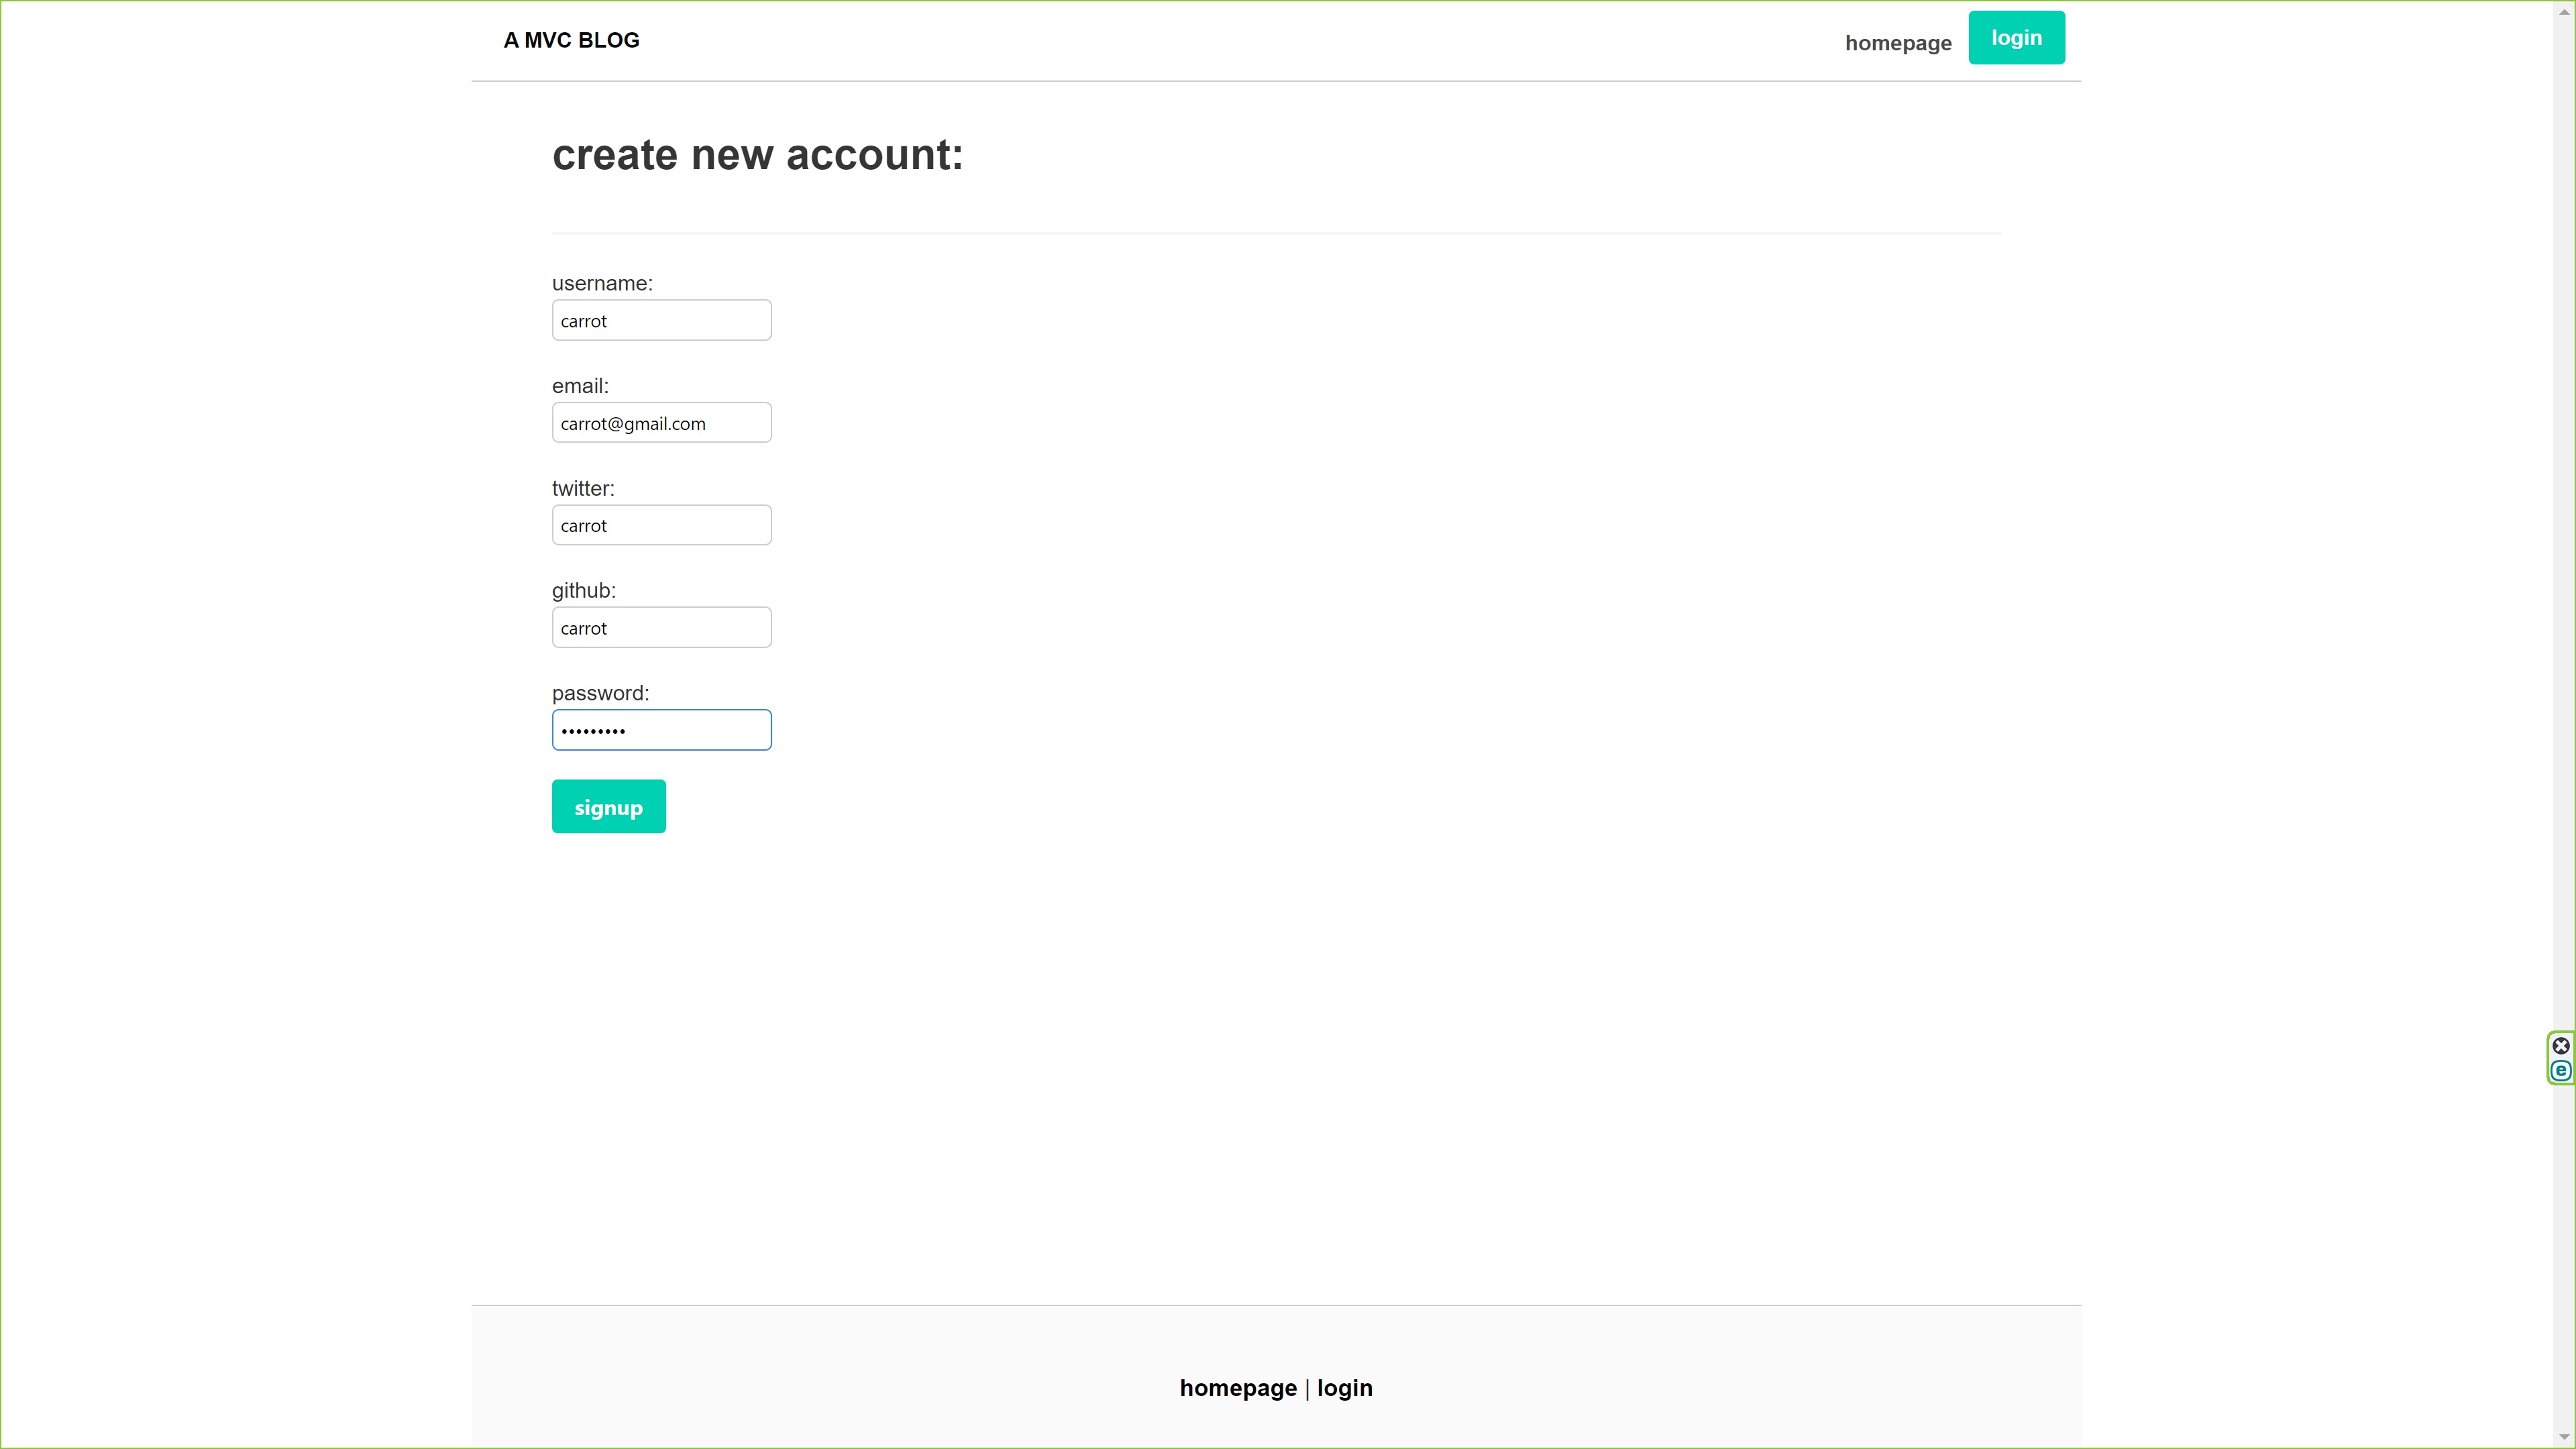 A MVC BLOG
homepage
login
create new account:
username:
carrot
email:
carrot@gmail.com
twitter:
carrot
github:
carrot
password:
•••••••••
signup
e
homepage | login